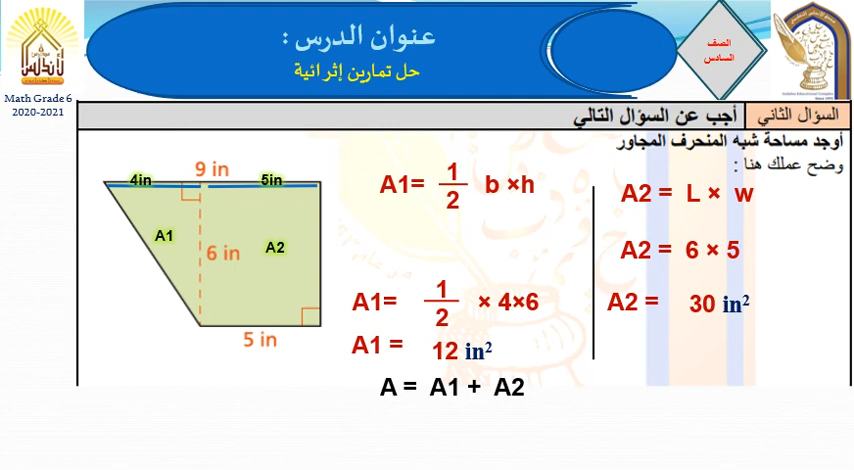 عنوان الدرس :
حل تمارين إثرائية
الصف
السادس
Math Grade 6
2020-2021
السؤال الثاني
أجب عن السؤال التالي
أوجد مساحة شبه المنحرف المجاور
وضح عملك هنا :
9 in
4in
5in
A1
6 in
A2
5 in
A1= 1/2 b ×h
A1= 1/2 × 4×6
A1 = 12 in²
A2 = L × w
A2 = 6 × 5
A2 = 30 in²
A = A1 + A2